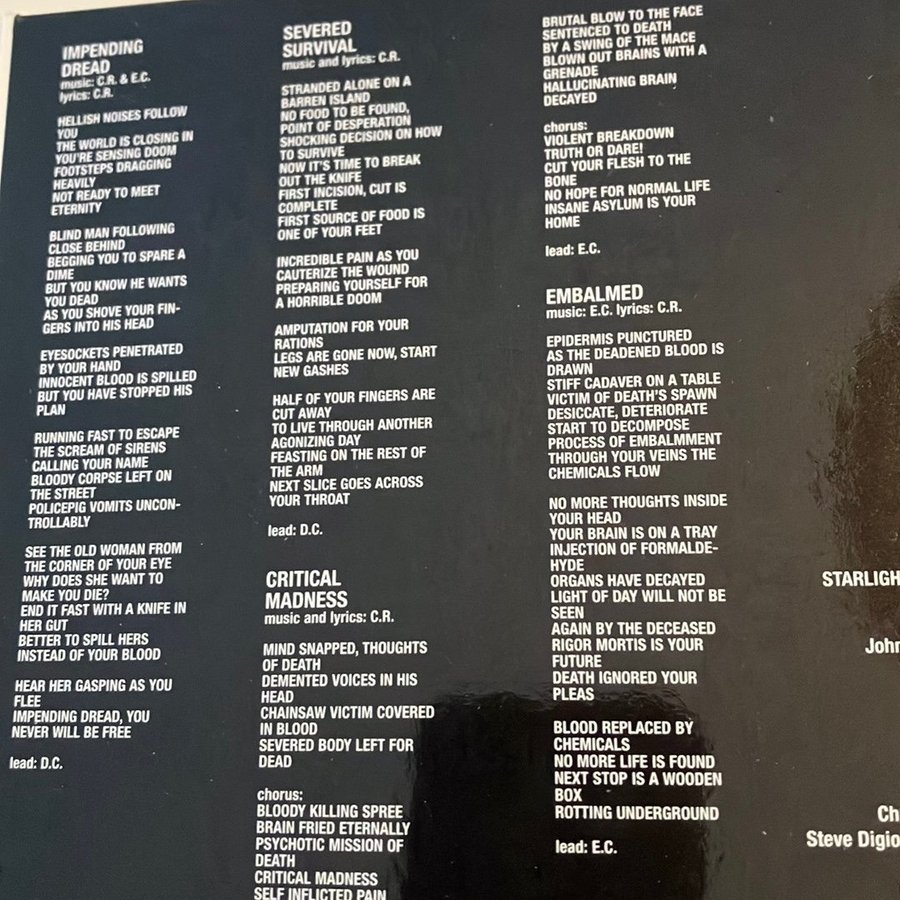 IMPENDING
DREAD
music: C.R. & E.C.
lyrics: C.R.
HELLISH NOISES FOLLOW
YOU
THE WORLD IS CLOSING IN
YOU'RE SENSING DOOM
FOOTSTEPS DRAGGING
HEAVILY
NOT READY TO MEET
ETERNITY
BLIND MAN FOLLOWING
CLOSE BEHIND
BEGGING YOU TO SPARE A
DIME
BUT YOU KNOW HE WANTS
YOU DEAD
AS YOU SHOVE YOUR FIN-
GERS INTO HIS HEAD
EYESOCKETS PENETRATED
BY YOUR HAND
INNOCENT BLOOD IS SPILLED
BUT YOU HAVE STOPPED HIS
PLAN
RUNNING FAST TO ESCAPE
THE SCREAM OF SIRENS
CALLING YOUR NAME
BLOODY CORPSE LEFT ON
THE STREET
POLICEPIG VOMITS UNCON-
TROLLABLY
SEE THE OLD WOMAN FROM
THE CORNER OF YOUR EYE
WHY DOES SHE WANT TO
MAKE YOU DIE?
END IT FAST WITH A KNIFE IN
HER GUT
BETTER TO SPILL HERS
INSTEAD OF YOUR BLOOD
HEAR HER GASPING AS YOU
FLEE
IMPENDING DREAD, YOU
NEVER WILL BE FREE
lead: D.C.
SEVERED
SURVIVAL
music and lyrics: C.R.
STRANDED ALONE ON A
BARREN ISLAND
NO FOOD TO BE FOUND,
POINT OF DESPERATION
SHOCKING DECISION ON HOW
TO SURVIVE
NOW IT'S TIME TO BREAK
OUT THE KNIFE
FIRST INCISION, CUT IS
COMPLETE
FIRST SOURCE OF FOOD IS
ONE OF YOUR FEET
INCREDIBLE PAIN AS YOU
CAUTERIZE THE WOUND
PREPARING YOURSELF FOR
A HORRIBLE DOOM
AMPUTATION FOR YOUR
RATIONS
LEGS ARE GONE NOW, START
NEW GASHES
HALF OF YOUR FINGERS ARE
CUT AWAY
TO LIVE THROUGH ANOTHER
AGONIZING DAY
FEASTING ON THE REST OF
THE ARM
NEXT SLICE GOES ACROSS
YOUR THROAT
lead: D.C.
CRITICAL
MADNESS
music and lyrics: C.R.
MIND SNAPPED, THOUGHTS
OF DEATH
DEMENTED VOICES IN HIS
HEAD
CHAINSAW VICTIM COVERED
IN BLOOD
SEVERED BODY LEFT FOR
DEAD
chorus:
BLOODY KILLING SPREE
BRAIN FRIED ETERNALLY
PSYCHOTIC MISSION OF
DEATH
CRITICAL MADNESS
SELF INFLICTED PAIN
BRUTAL BLOW TO THE FACE
SENTENCED TO DEATH
BY A SWING OF THE MACE
BLOWN OUT BRAINS WITH A
GRENADE
HALLUCINATING BRAIN
DECAYED
chorus:
VIOLENT BREAKDOWN
TRUTH OR DARE!
CUT YOUR FLESH TO THE
BONE
NO HOPE FOR NORMAL LIFE
INSANE ASYLUM IS YOUR
HOME
lead: E.C.
EMBALMED
music: E.C. lyrics: C.R.
EPIDERMIS PUNCTURED
AS THE DEADENED BLOOD IS
DRAWN
STIFF CADAVER ON A TABLE
VICTIM OF DEATH'S SPAWN
DESICCATE, DETERIORATE
START TO DECOMPOSE
PROCESS OF EMBALMMENT
THROUGH YOUR VEINS THE
CHEMICALS FLOW
NO MORE THOUGHTS INSIDE
YOUR HEAD
YOUR BRAIN IS ON A TRAY
INJECTION OF FORMALDE-
HYDE
ORGANS HAVE DECAYED
LIGHT OF DAY WILL NOT BE
SEEN
AGAIN BY THE DECEASED
RIGOR MORTIS IS YOUR
FUTURE
DEATH IGNORED YOUR
PLEAS
BLOOD REPLACED BY
CHEMICALS
NO MORE LIFE IS FOUND
NEXT STOP IS A WOODEN
BOX
ROTTING UNDERGROUND
lead: E.C.
STARLIGH
John
Ch
Steve Digio